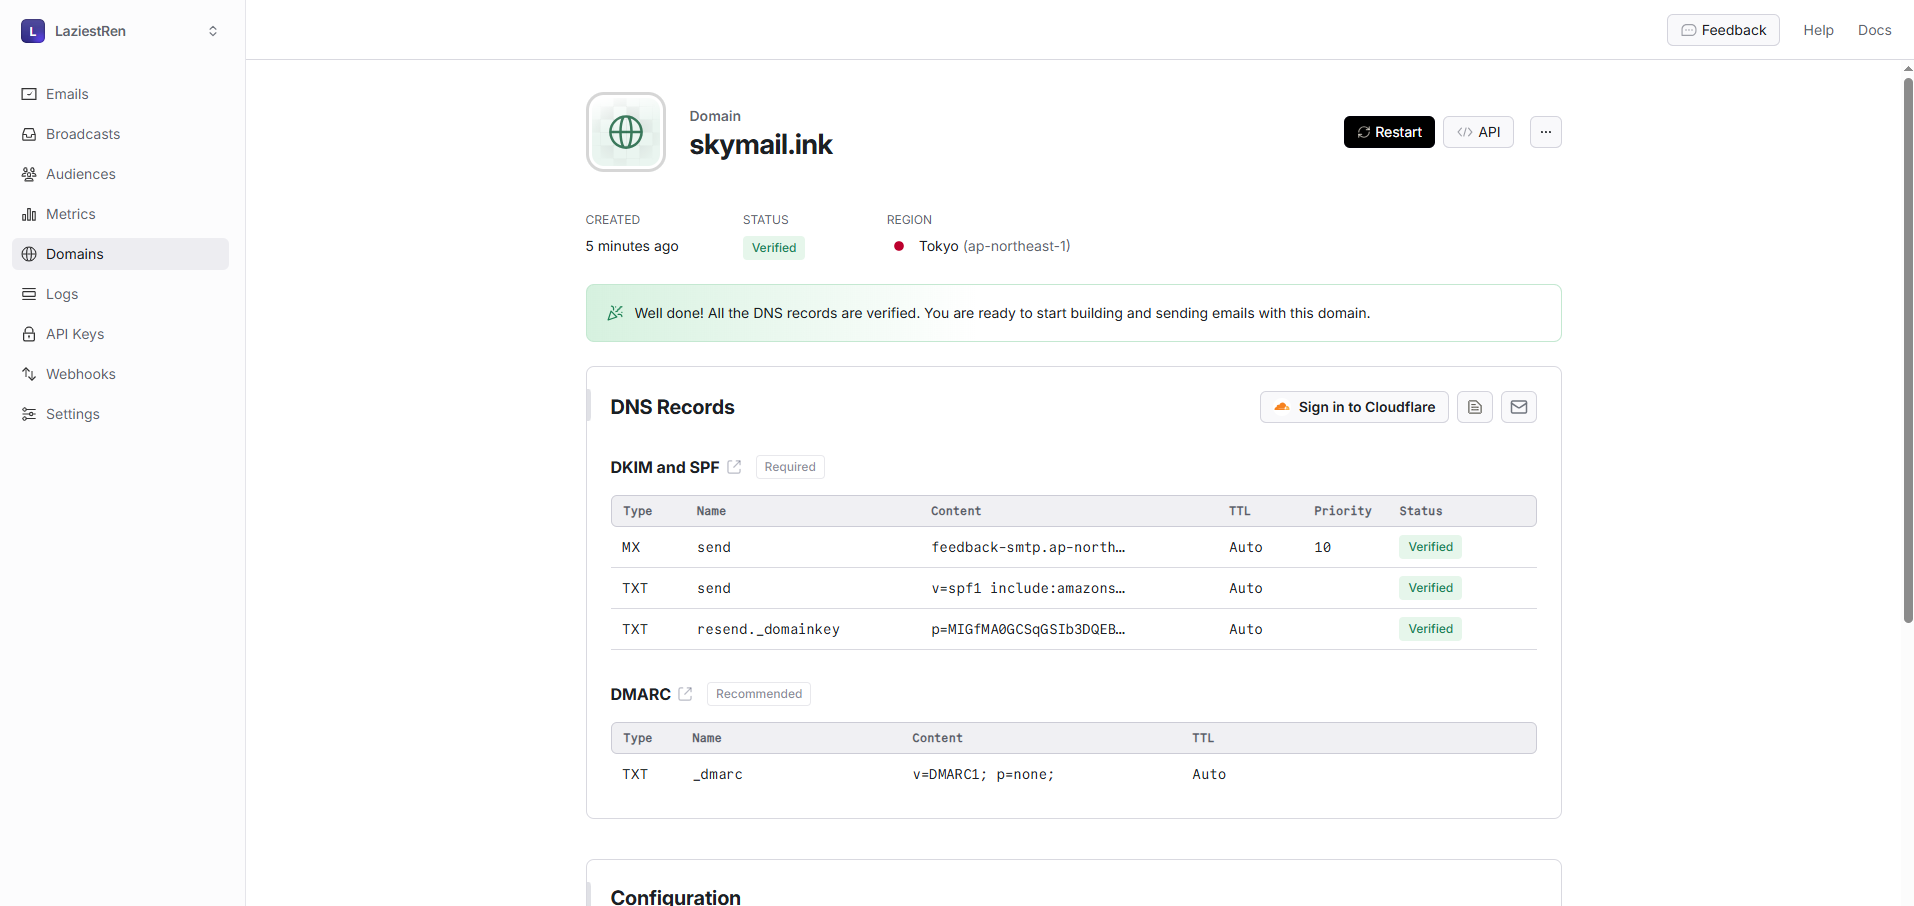 L LaziestRen
Feedback Help Docs
Emails
Broadcasts
Audiences
Metrics
Domains
Logs
API Keys
Webhooks
Settings
Domain
skymail.ink
Restart </> API ...
CREATED STATUS REGION
5 minutes ago Verified Tokyo (ap-northeast-1)
Well done! All the DNS records are verified. You are ready to start building and sending emails with this domain.
DNS Records Sign in to Cloudflare
DKIM and SPF Required
Type Name Content TTL Priority Status
MX send feedback-smtp.ap-north… Auto 10 Verified
TXT send v=spf1 include:amazons… Auto Verified
TXT resend._domainkey p=MIGfMA0GCSqGSIb3DQEB… Auto Verified
DMARC Recommended
Type Name Content TTL
TXT _dmarc v=DMARC1; p=none; Auto
Configuration